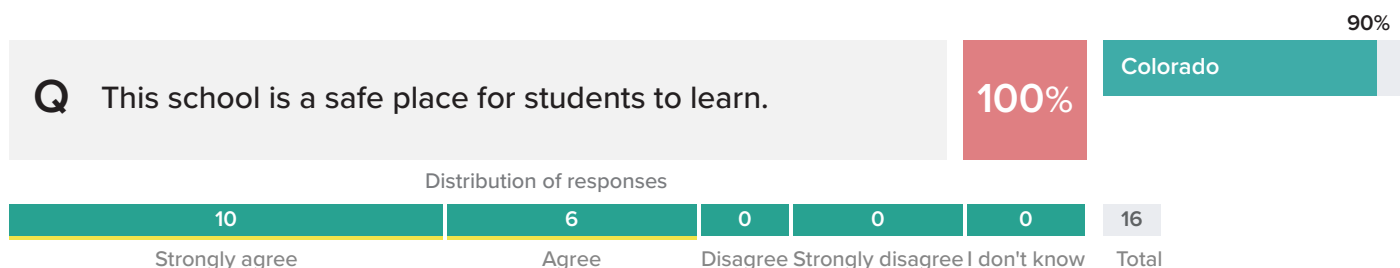 90%
Q This school is a safe place for students to learn.
100%
Colorado
Distribution of responses
10 6 0 0 0 16
Strongly agree Agree Disagree Strongly disagree I don't know Total